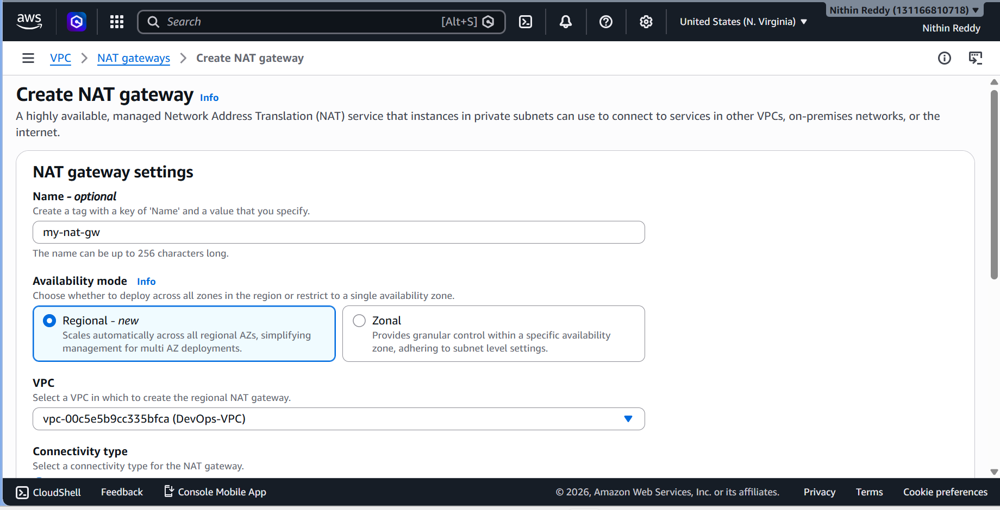 aws
Search
[Alt+S]
United States (N. Virginia) ▼
Nithin Reddy (131166810718) ▼
Nithin Reddy
VPC
NAT gateways
Create NAT gateway
Create NAT gateway
Info
A highly available, managed Network Address Translation (NAT) service that instances in private subnets can use to connect to services in other VPCs, on-premises networks, or the
internet.
NAT gateway settings
Name - optional
Create a tag with a key of 'Name' and a value that you specify.
my-nat-gw
The name can be up to 256 characters long.
Availability mode
Info
Choose whether to deploy across all zones in the region or restrict to a single availability zone.
Regional - new
Scales automatically across all regional AZs, simplifying
management for multi AZ deployments.
Zonal
Provides granular control within a specific availability
zone, adhering to subnet level settings.
VPC
Select a VPC in which to create the regional NAT gateway.
vpc-00c5e5b9cc335bfca (DevOps-VPC)
Connectivity type
Select a connectivity type for the NAT gateway.
CloudShell
Feedback
Console Mobile App
© 2026, Amazon Web Services, Inc. or its affiliates.
Privacy
Terms
Cookie preferences